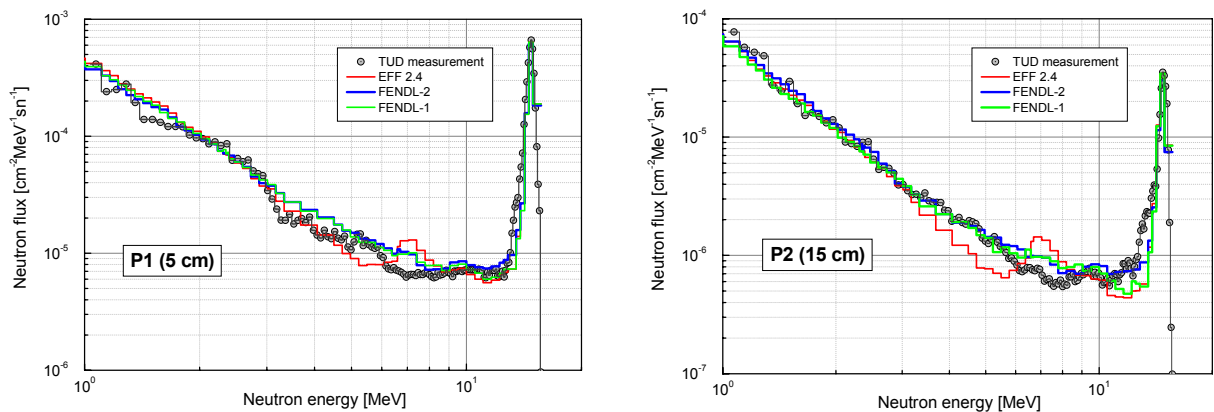 10⁻³
10⁻⁴
10⁻⁵
10⁻⁶
Neutron flux [cm⁻²MeV⁻¹sn⁻¹]
TUD measurement
EFF 2.4
FENDL-2
FENDL-1
P1 (5 cm)
10⁰
10¹
Neutron energy [MeV]
10⁻⁴
10⁻⁵
10⁻⁶
10⁻⁷
Neutron flux [cm⁻²MeV⁻¹sn⁻¹]
TUD measurement
EFF 2.4
FENDL-2
FENDL-1
P2 (15 cm)
10⁰
10¹
Neutron energy [MeV]